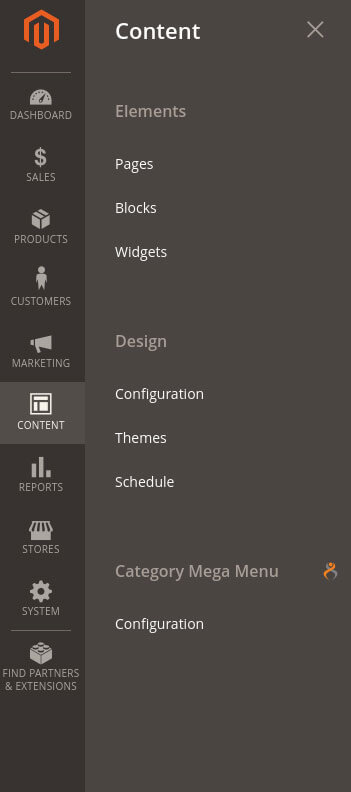 DASHBOARD
SALES
PRODUCTS
CUSTOMERS
MARKETING
CONTENT
REPORTS
STORES
SYSTEM
FIND PARTNERS
& EXTENSIONS
Content
Elements
Pages
Blocks
Widgets
Design
Configuration
Themes
Schedule
Category Mega Menu
Configuration